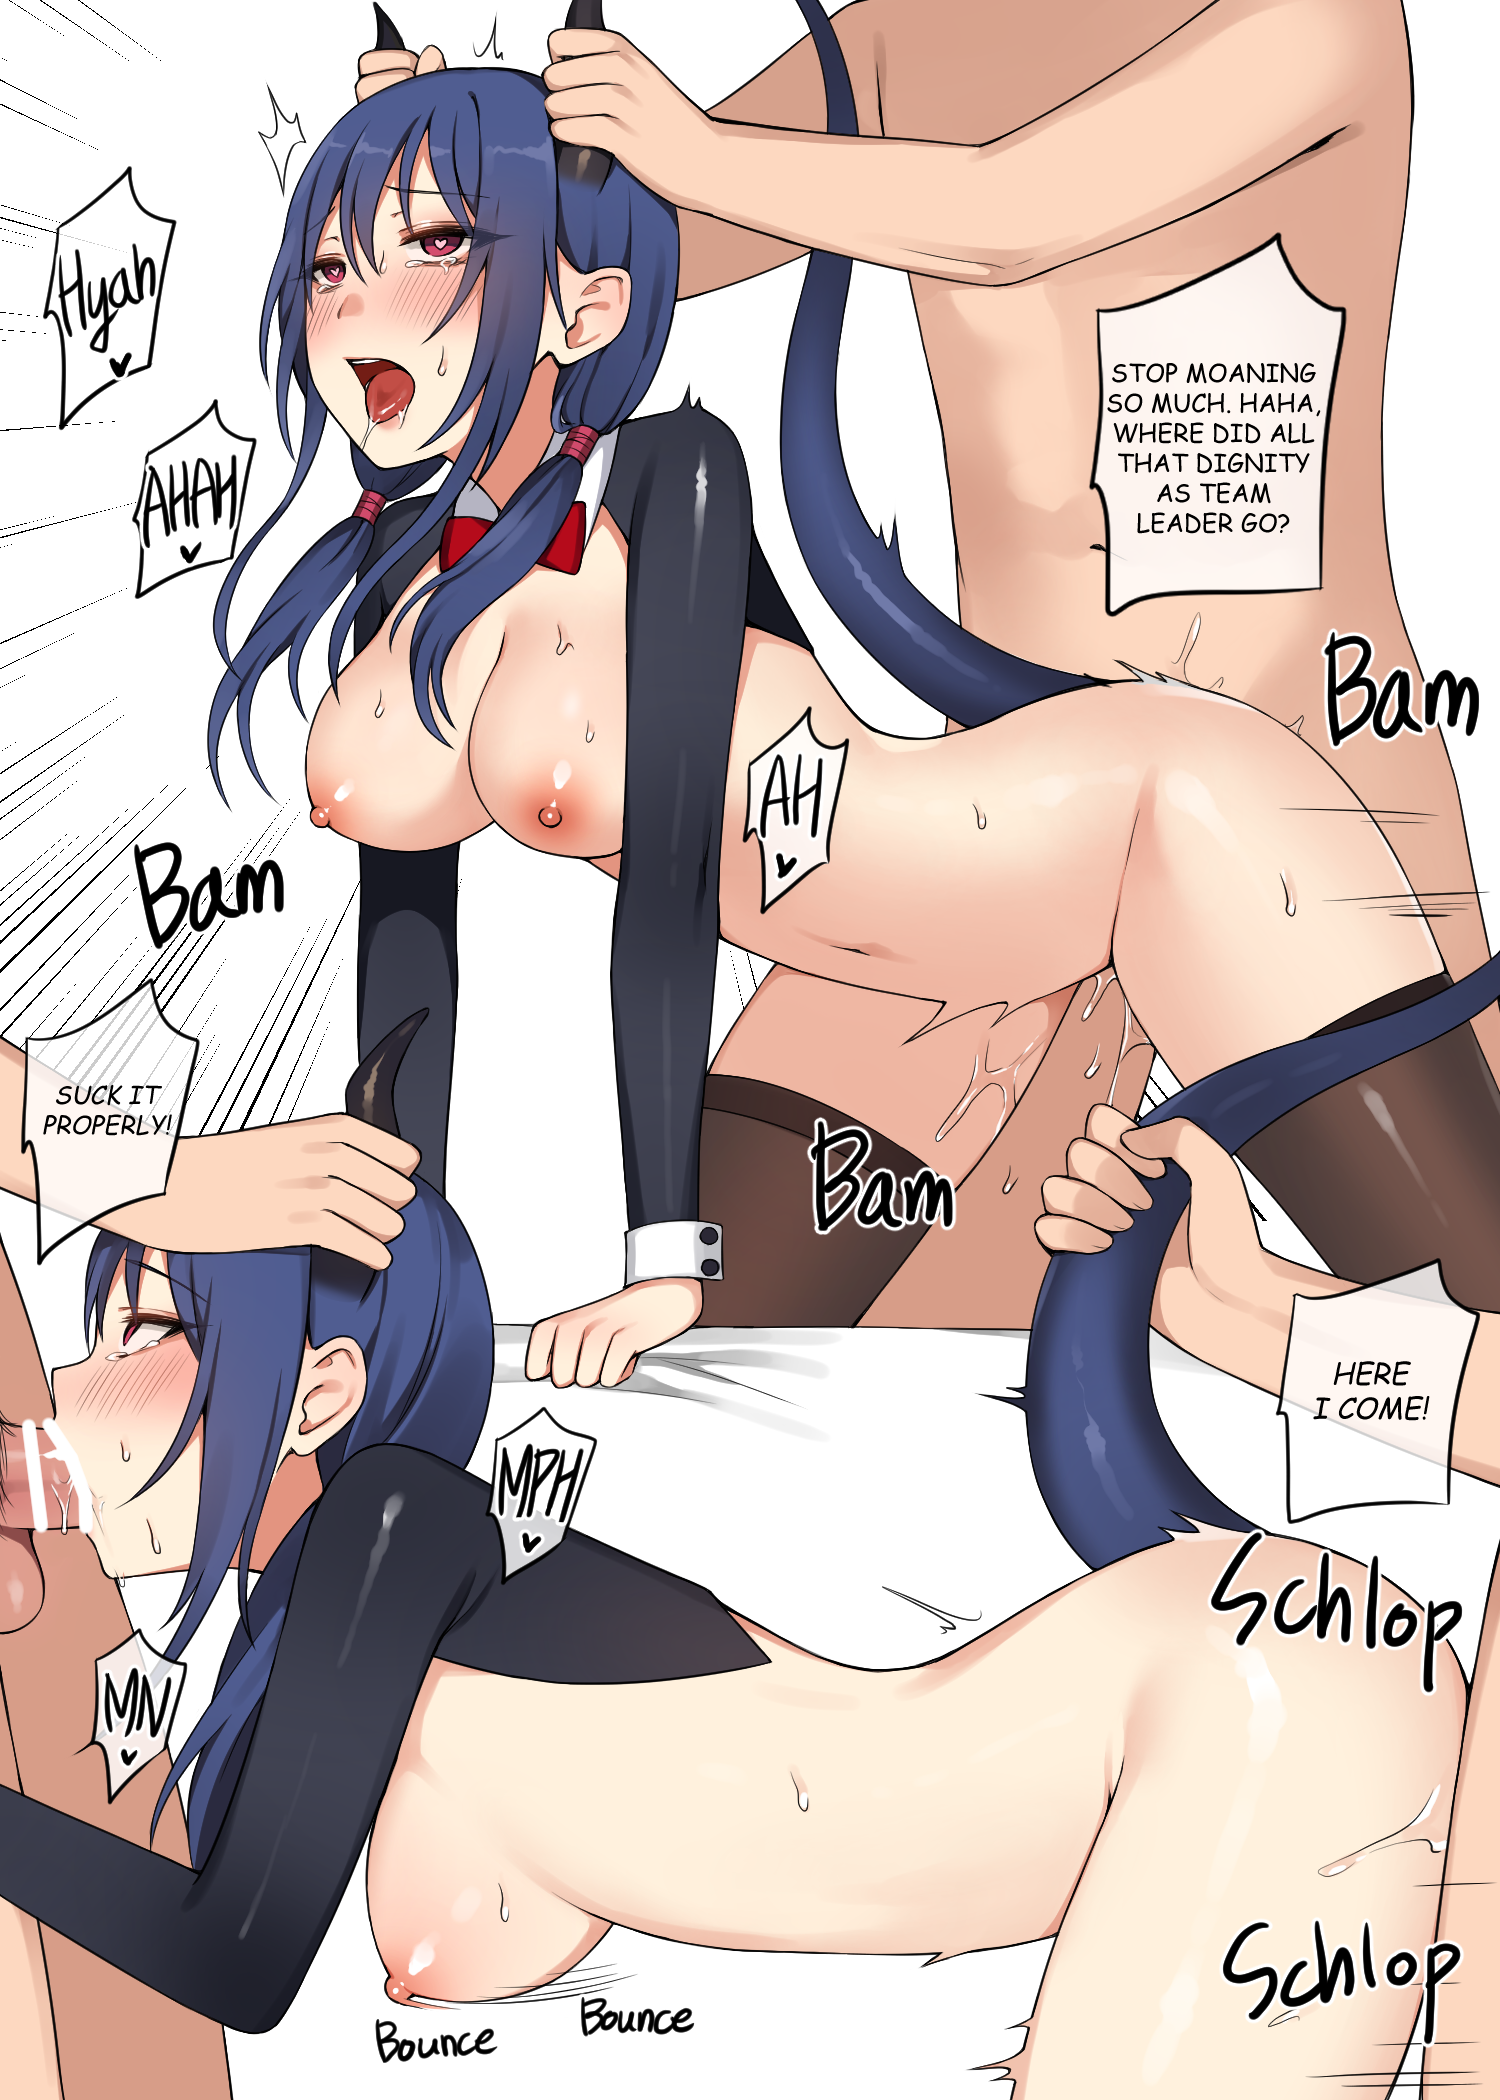 Hyah
AHAH
STOP MOANING
SO MUCH. HAHA,
WHERE DID ALL
THAT DIGNITY
AS TEAM
LEADER GO?
Bam
AH
Bam
SUCK IT
PROPERLY!
Bam
HERE
I COME!
MPH
Schlop
MN
Schlop
Bounce
Bounce